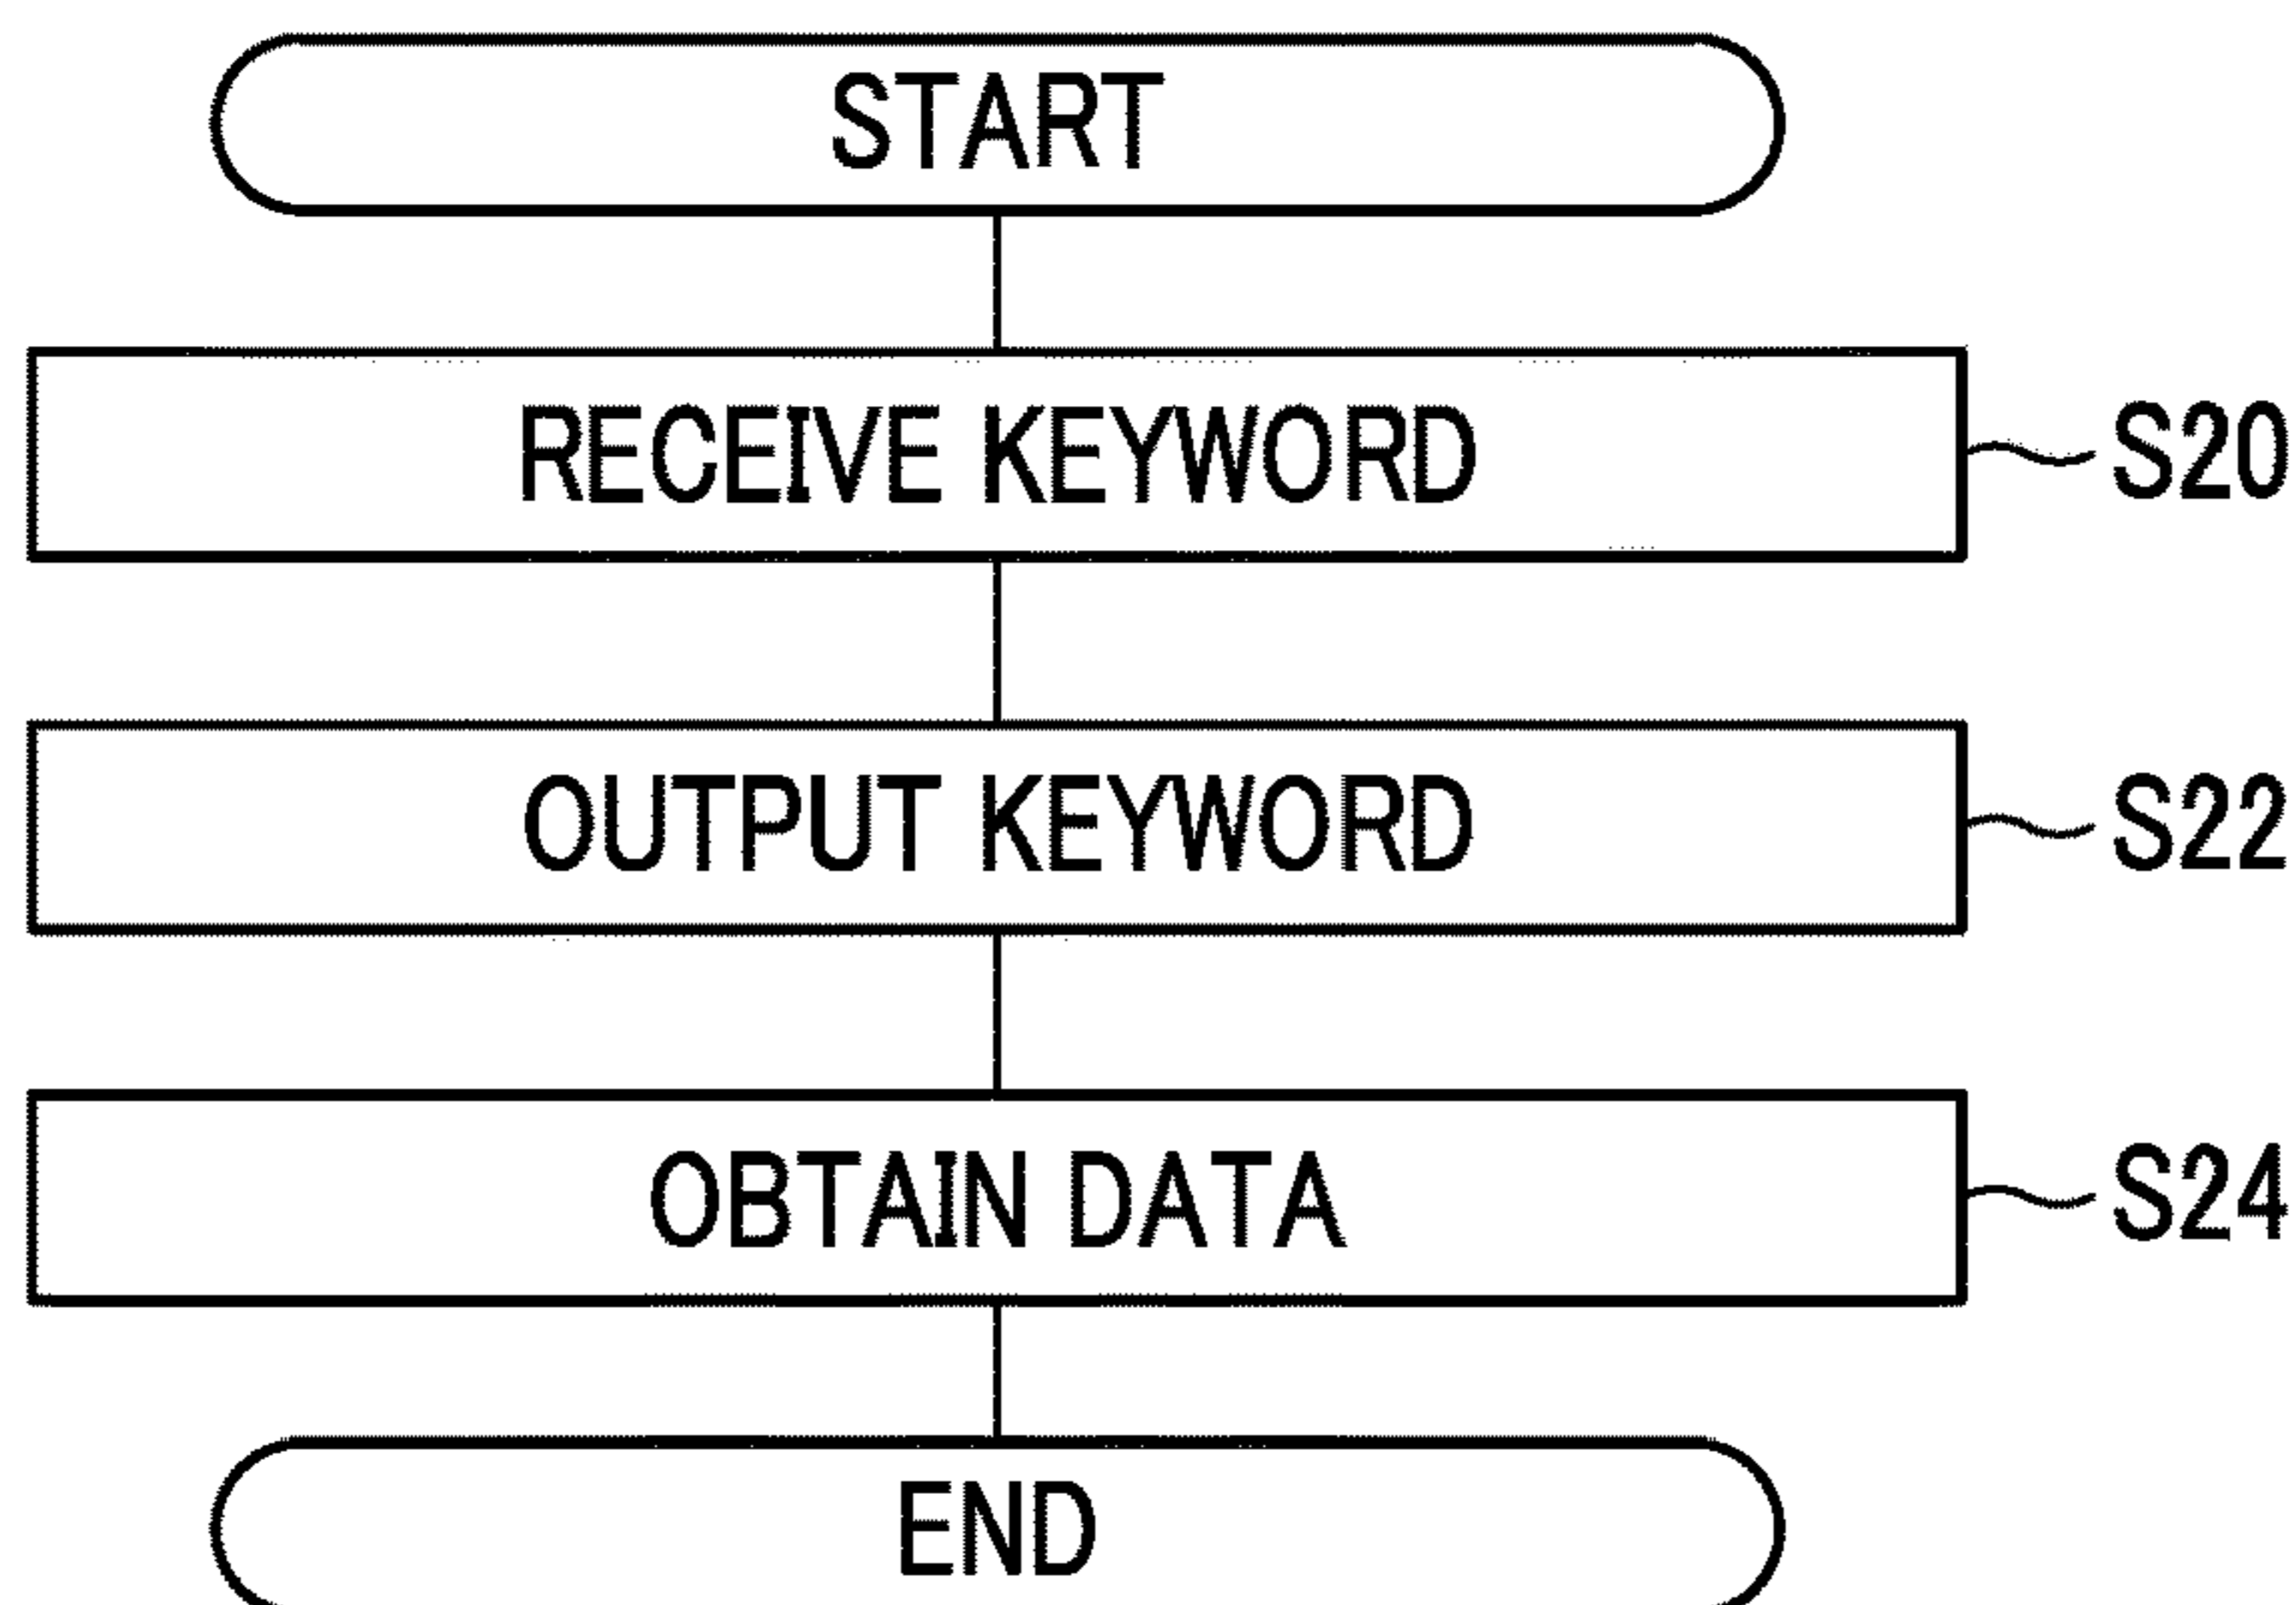 START
RECEIVE KEYWORD S20
OUTPUT KEYWORD S22
OBTAIN DATA S24
END